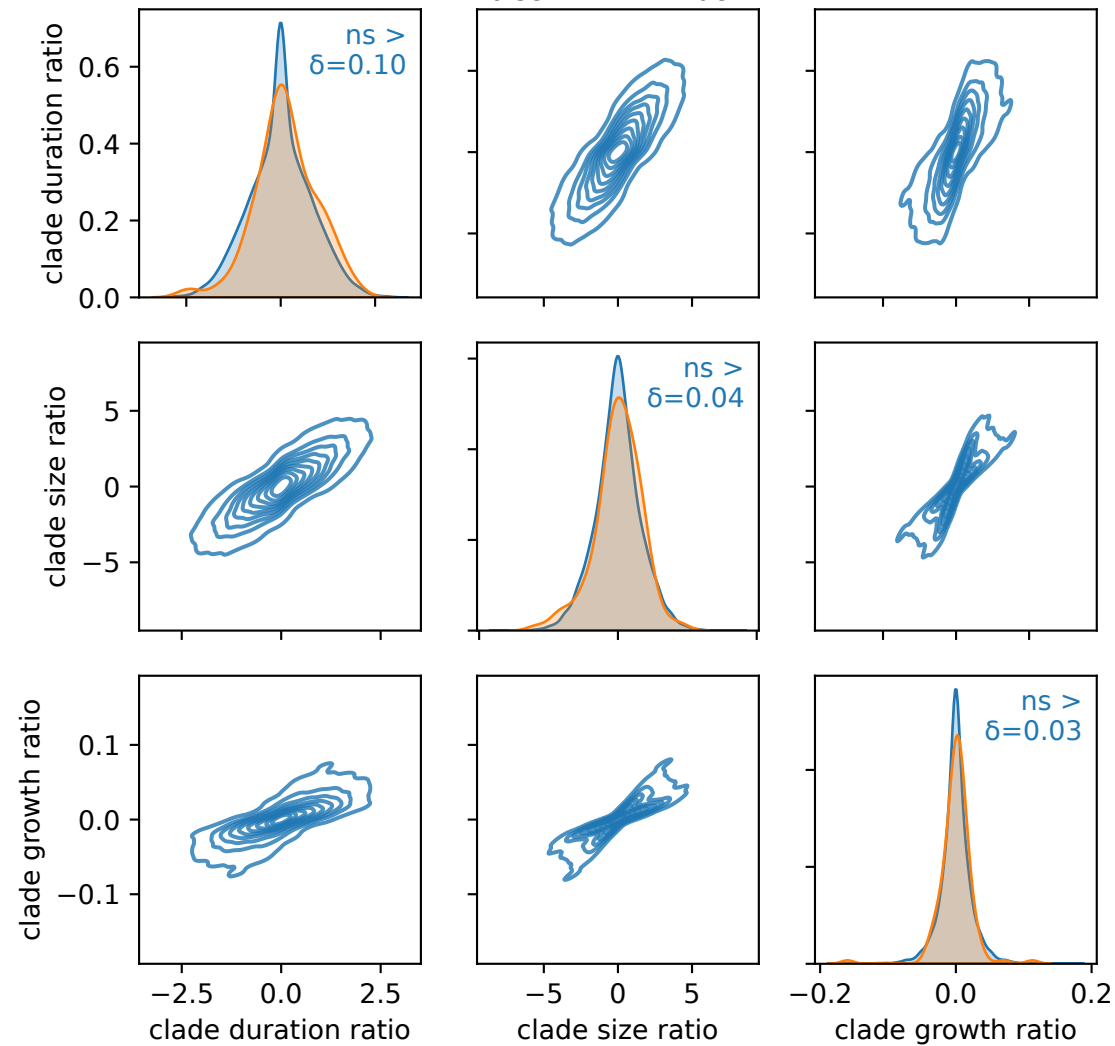 clade duration ratio
0.6
0.4
0.2
0.0
ns >
δ=0.10
clade size ratio
5
0
−5
ns >
δ=0.04
clade growth ratio
0.1
0.0
−0.1
ns >
δ=0.03
−2.5 0.0 2.5
−5 0 5
−0.2 0.0 0.2
clade duration ratio
clade size ratio
clade growth ratio